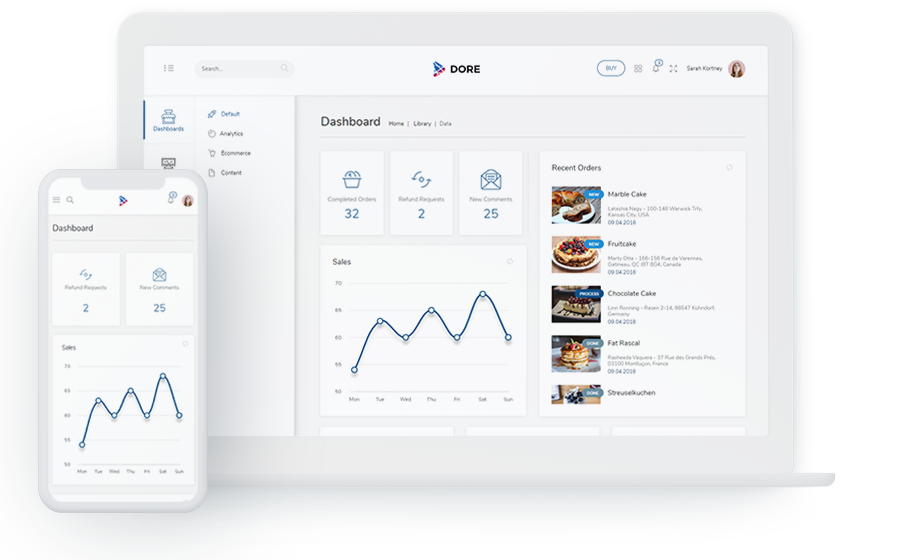 Search...
DORE
BUY
3
Sarah Kortney
Dashboards
Default
Analytics
Ecommerce
Content
Dashboard
Home | Library | Data
Completed Orders
32
Refund Requests
2
New Comments
25
Sales
70
65
60
55
50
Mon Tue Wed Thu Fri Sat Sun
Recent Orders
NEW
Marble Cake
Latashia Nagy - 100-148 Warwick Trfy,
Kansas City, USA
09.04.2018
NEW
Fruitcake
Marty Otte - 166-156 Rue de Varennes,
Gatineau, QC J8T 8G4, Canada
09.04.2018
PROCESS
Chocolate Cake
Linn Ronning - Rasen 2-14, 98547 Kühndorf,
Germany
09.04.2018
DONE
Fat Rascal
Rasheeda Vaquera - 37 Rue des Grands Prés,
03100 Montluçon, France
09.04.2018
DONE
Streuselkuchen
Dashboard
Refund Requests
2
New Comments
25
Sales
70
65
60
55
50
Mon Tue Wed Thu Fri Sat Sun